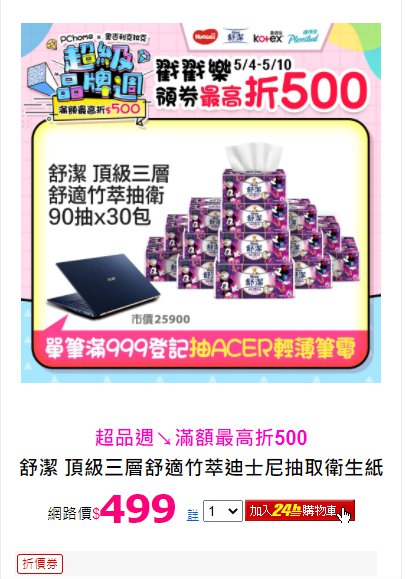 PChome × 金百利克拉克
超級
品牌週
滿額最高折$500
Huggies
舒潔
kotex
Plenitud
戳戳樂 5/4-5/10
領券最高折500
舒潔 頂級三層
舒適竹萃抽衛
90抽x30包
舒潔
acer
市價25900
單筆滿999登記抽ACER輕薄筆電
超品週↘滿額最高折500
舒潔 頂級三層舒適竹萃迪士尼抽取衛生紙
網路價$499 詳 1 加入24h購物車
折價券